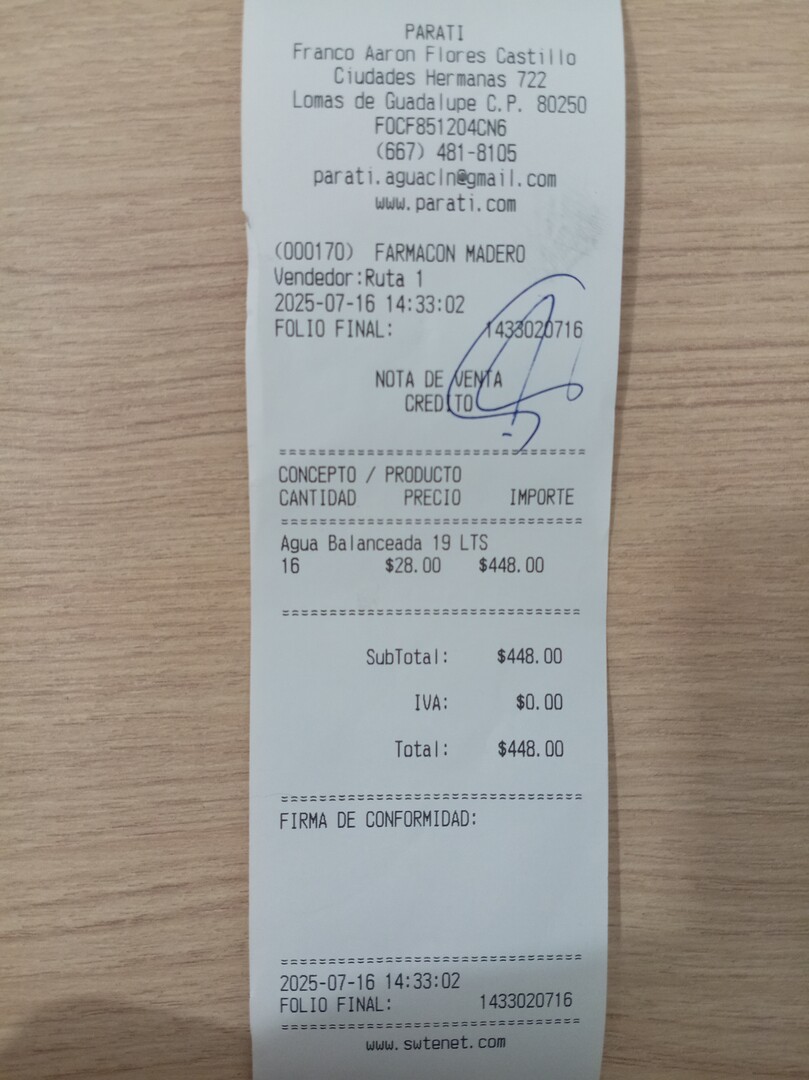 PARATI
Franco Aaron Flores Castillo
Ciudades Hermanas 722
Lomas de Guadalupe C.P. 80250
FOCF851204CN6
(667) 481-8105
parati.aguacln@gmail.com
www.parati.com
(000170) FARMACON MADERO
Vendedor:Ruta 1
2025-07-16 14:33:02
FOLIO FINAL: 1433020716
NOTA DE VENTA
CREDITO
================================
CONCEPTO / PRODUCTO
CANTIDAD PRECIO IMPORTE
================================
Agua Balanceada 19 LTS
16 $28.00 $448.00
================================
SubTotal: $448.00
IVA: $0.00
Total: $448.00
================================
FIRMA DE CONFORMIDAD:
================================
2025-07-16 14:33:02
FOLIO FINAL: 1433020716
================================
www.swtenet.com